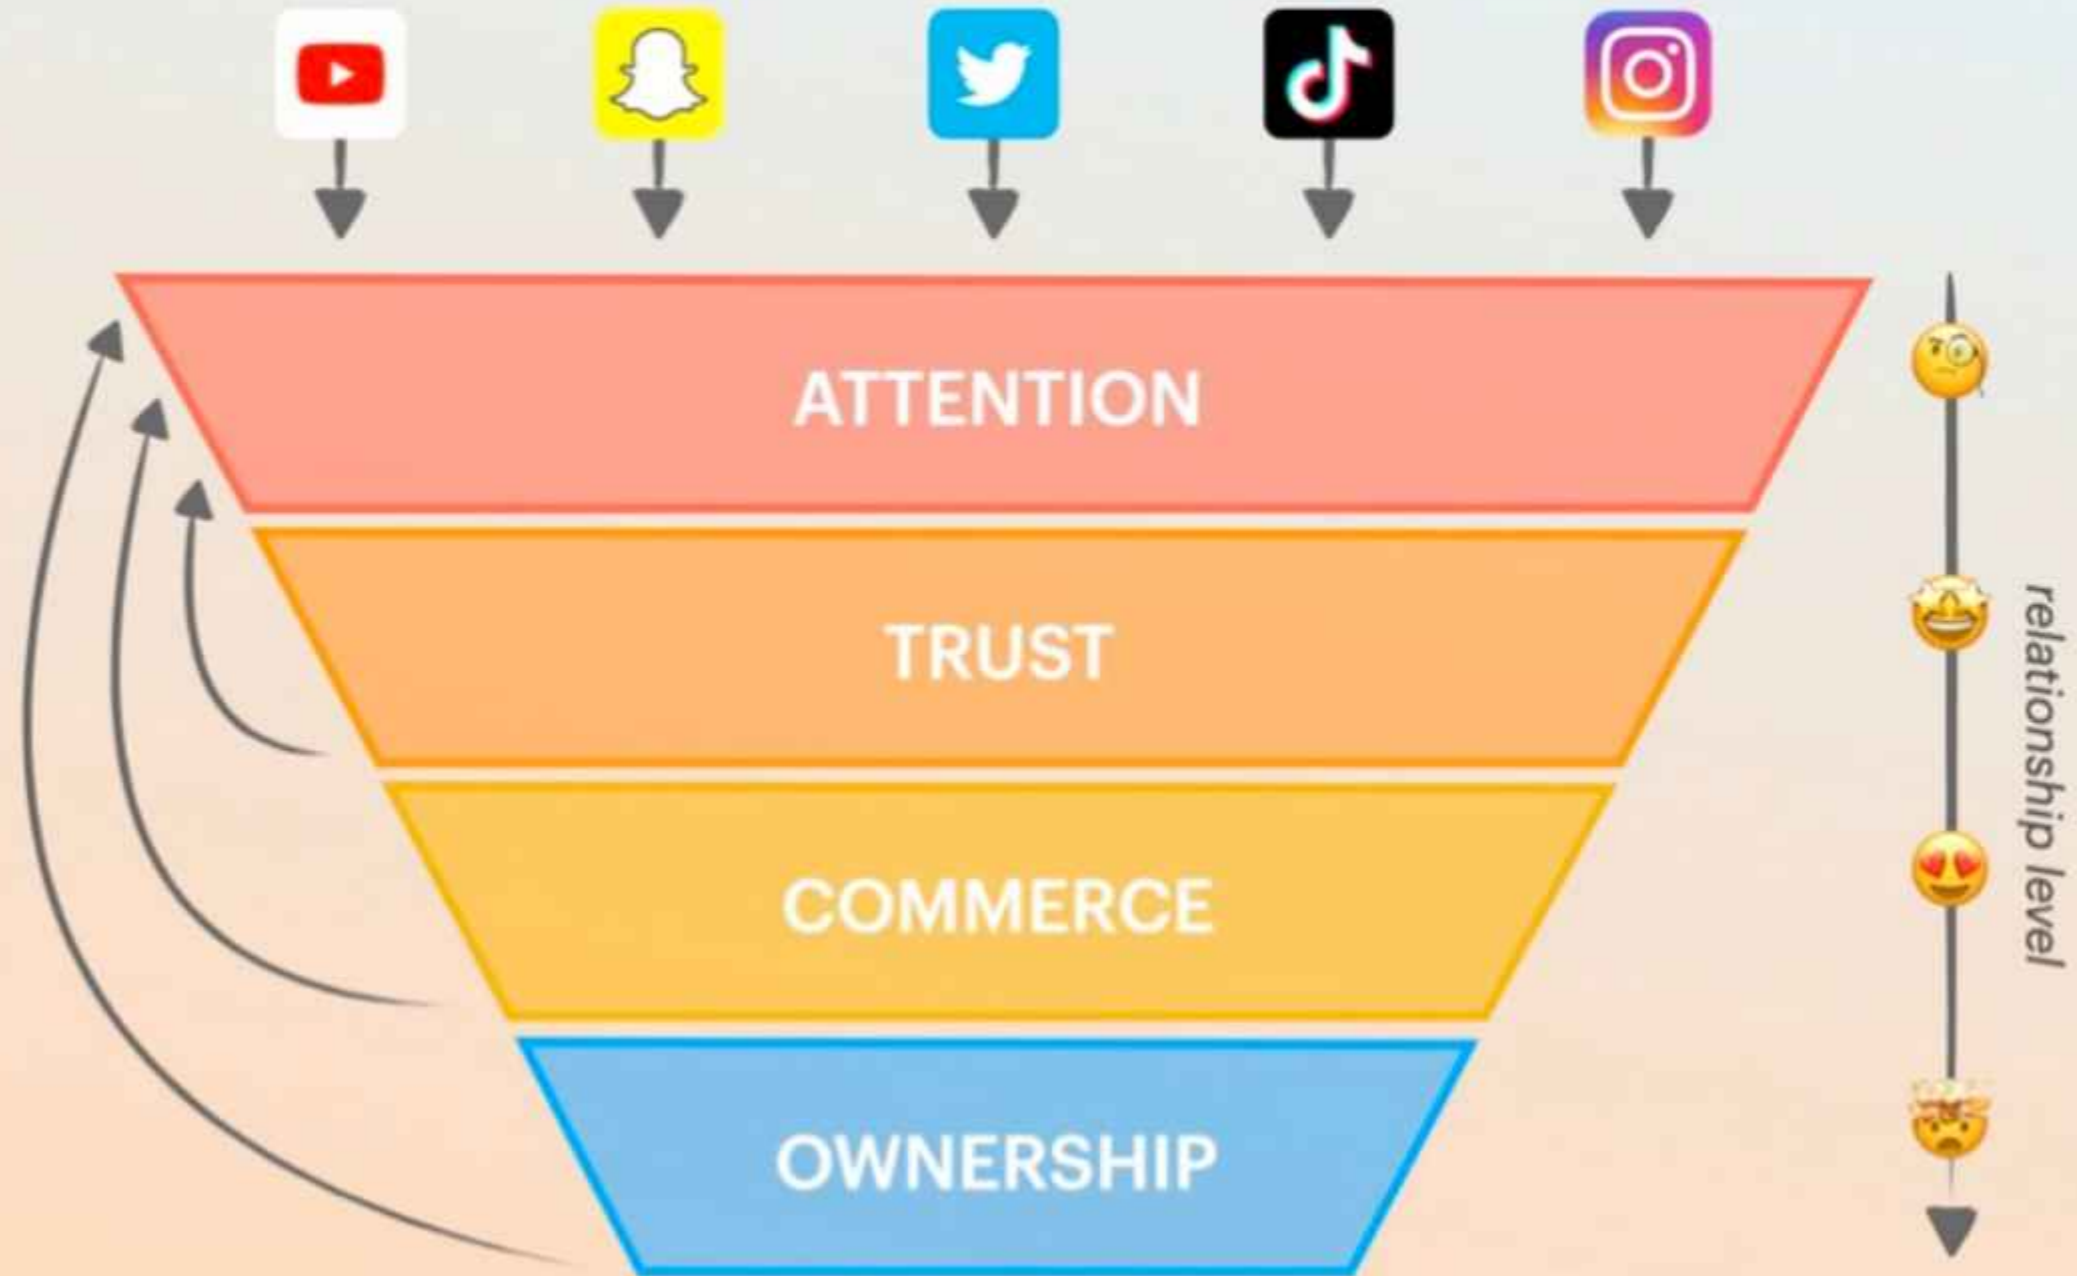 ATTENTION
TRUST
COMMERCE
OWNERSHIP
relationship level